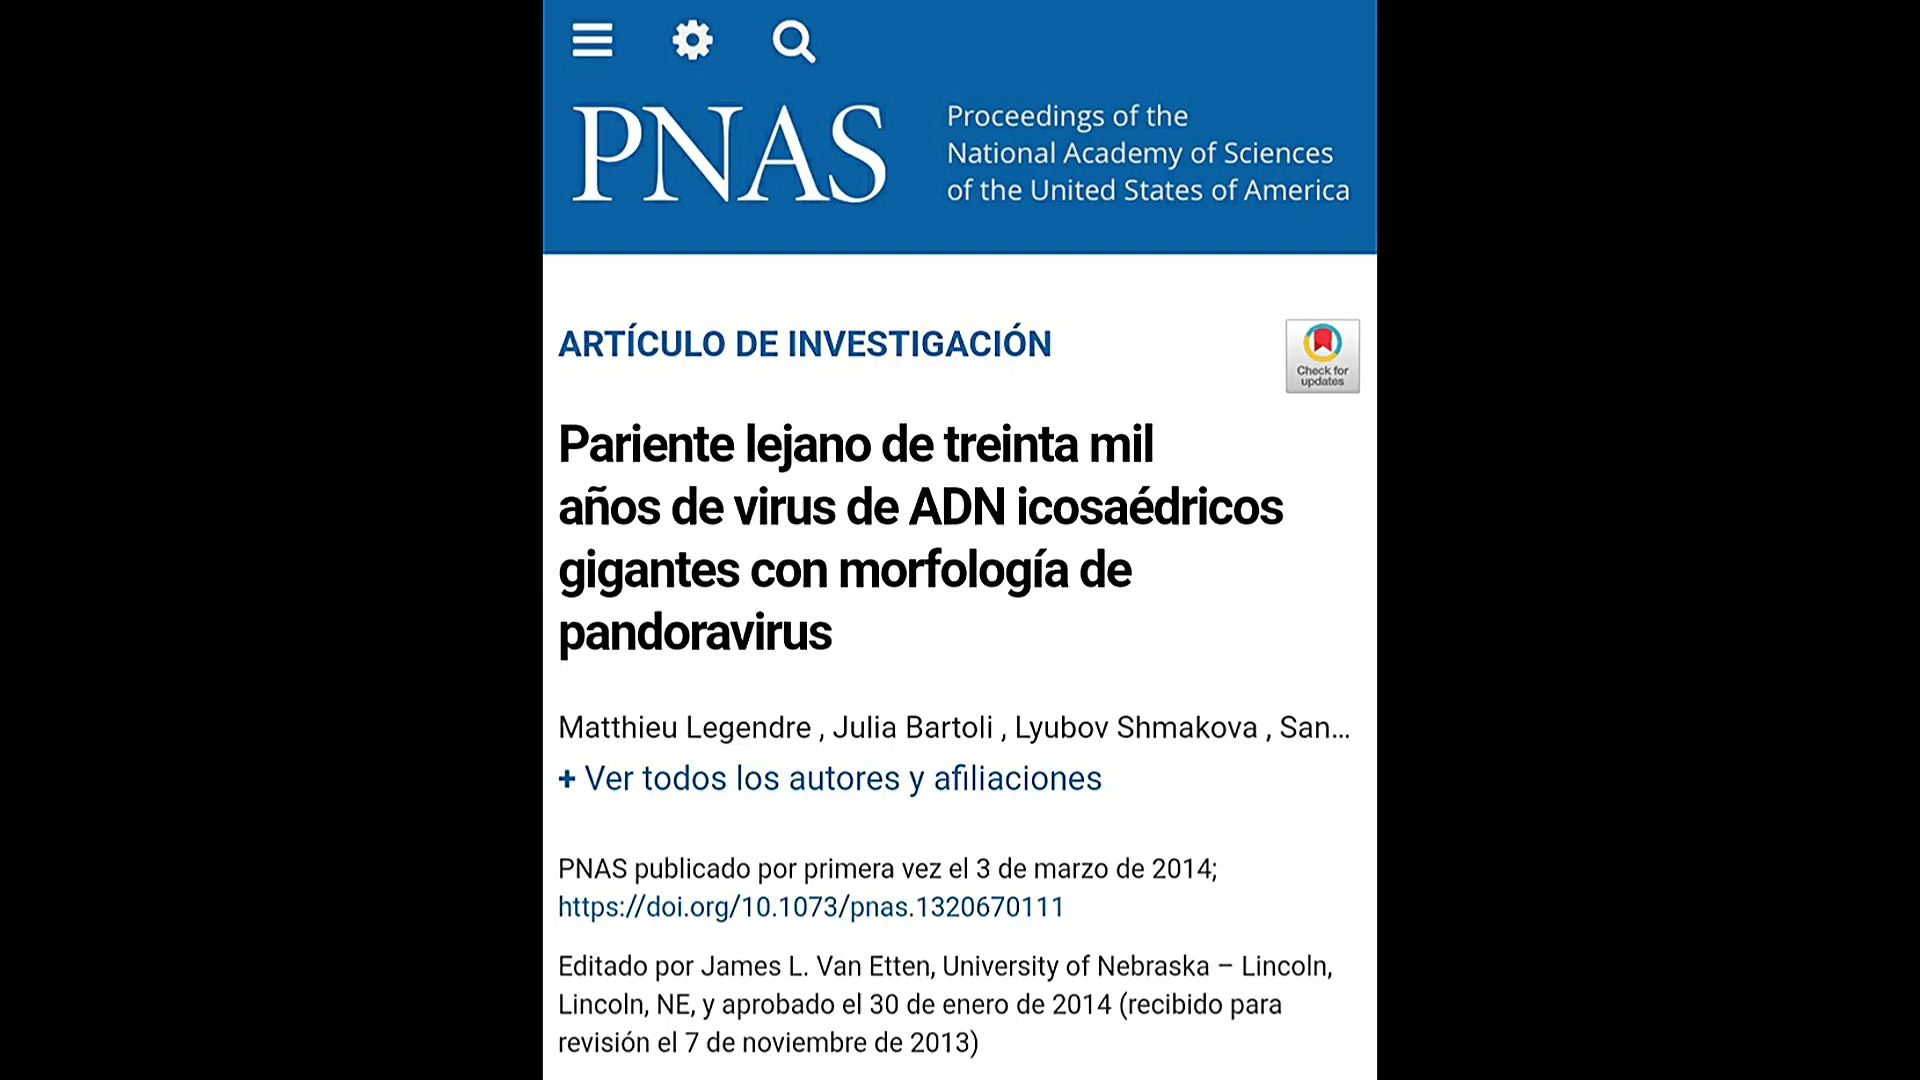 PNAS
Proceedings of the
National Academy of Sciences
of the United States of America
ARTÍCULO DE INVESTIGACIÓN
Check for
updates
Pariente lejano de treinta mil
años de virus de ADN icosaédricos
gigantes con morfología de
pandoravirus
Matthieu Legendre , Julia Bartoli , Lyubov Shmakova , San...
+ Ver todos los autores y afiliaciones
PNAS publicado por primera vez el 3 de marzo de 2014;
https://doi.org/10.1073/pnas.1320670111
Editado por James L. Van Etten, University of Nebraska – Lincoln,
Lincoln, NE, y aprobado el 30 de enero de 2014 (recibido para
revisión el 7 de noviembre de 2013)